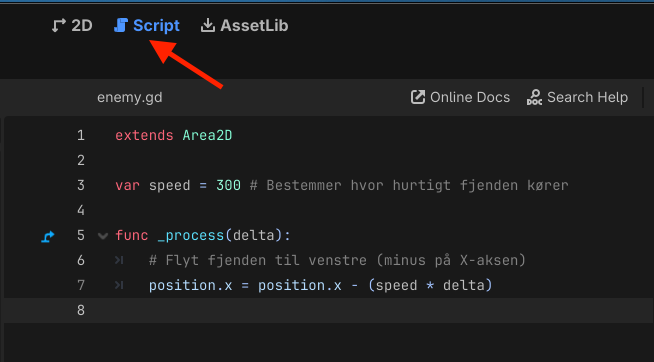 2D Script AssetLib
enemy.gd Online Docs Search Help
1 extends Area2D
2
3 var speed = 300 # Bestemmer hvor hurtigt fjenden kører
4
5 func _process(delta):
6 # Flyt fjenden til venstre (minus på X-aksen)
7 position.x = position.x - (speed * delta)
8